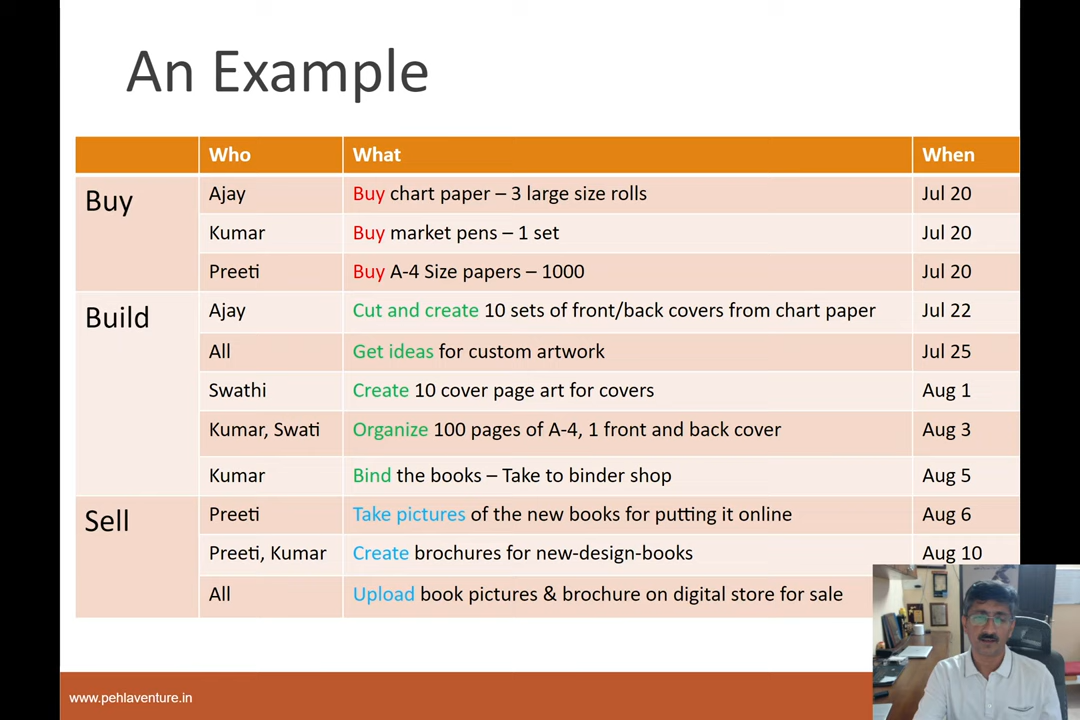 An Example
Who What When
Buy Ajay Buy chart paper – 3 large size rolls Jul 20
Kumar Buy market pens – 1 set Jul 20
Preeti Buy A-4 Size papers – 1000 Jul 20
Build Ajay Cut and create 10 sets of front/back covers from chart paper Jul 22
All Get ideas for custom artwork Jul 25
Swathi Create 10 cover page art for covers Aug 1
Kumar, Swati Organize 100 pages of A-4, 1 front and back cover Aug 3
Kumar Bind the books – Take to binder shop Aug 5
Sell Preeti Take pictures of the new books for putting it online Aug 6
Preeti, Kumar Create brochures for new-design-books Aug 10
All Upload book pictures & brochure on digital store for sale
www.pehlaventure.in